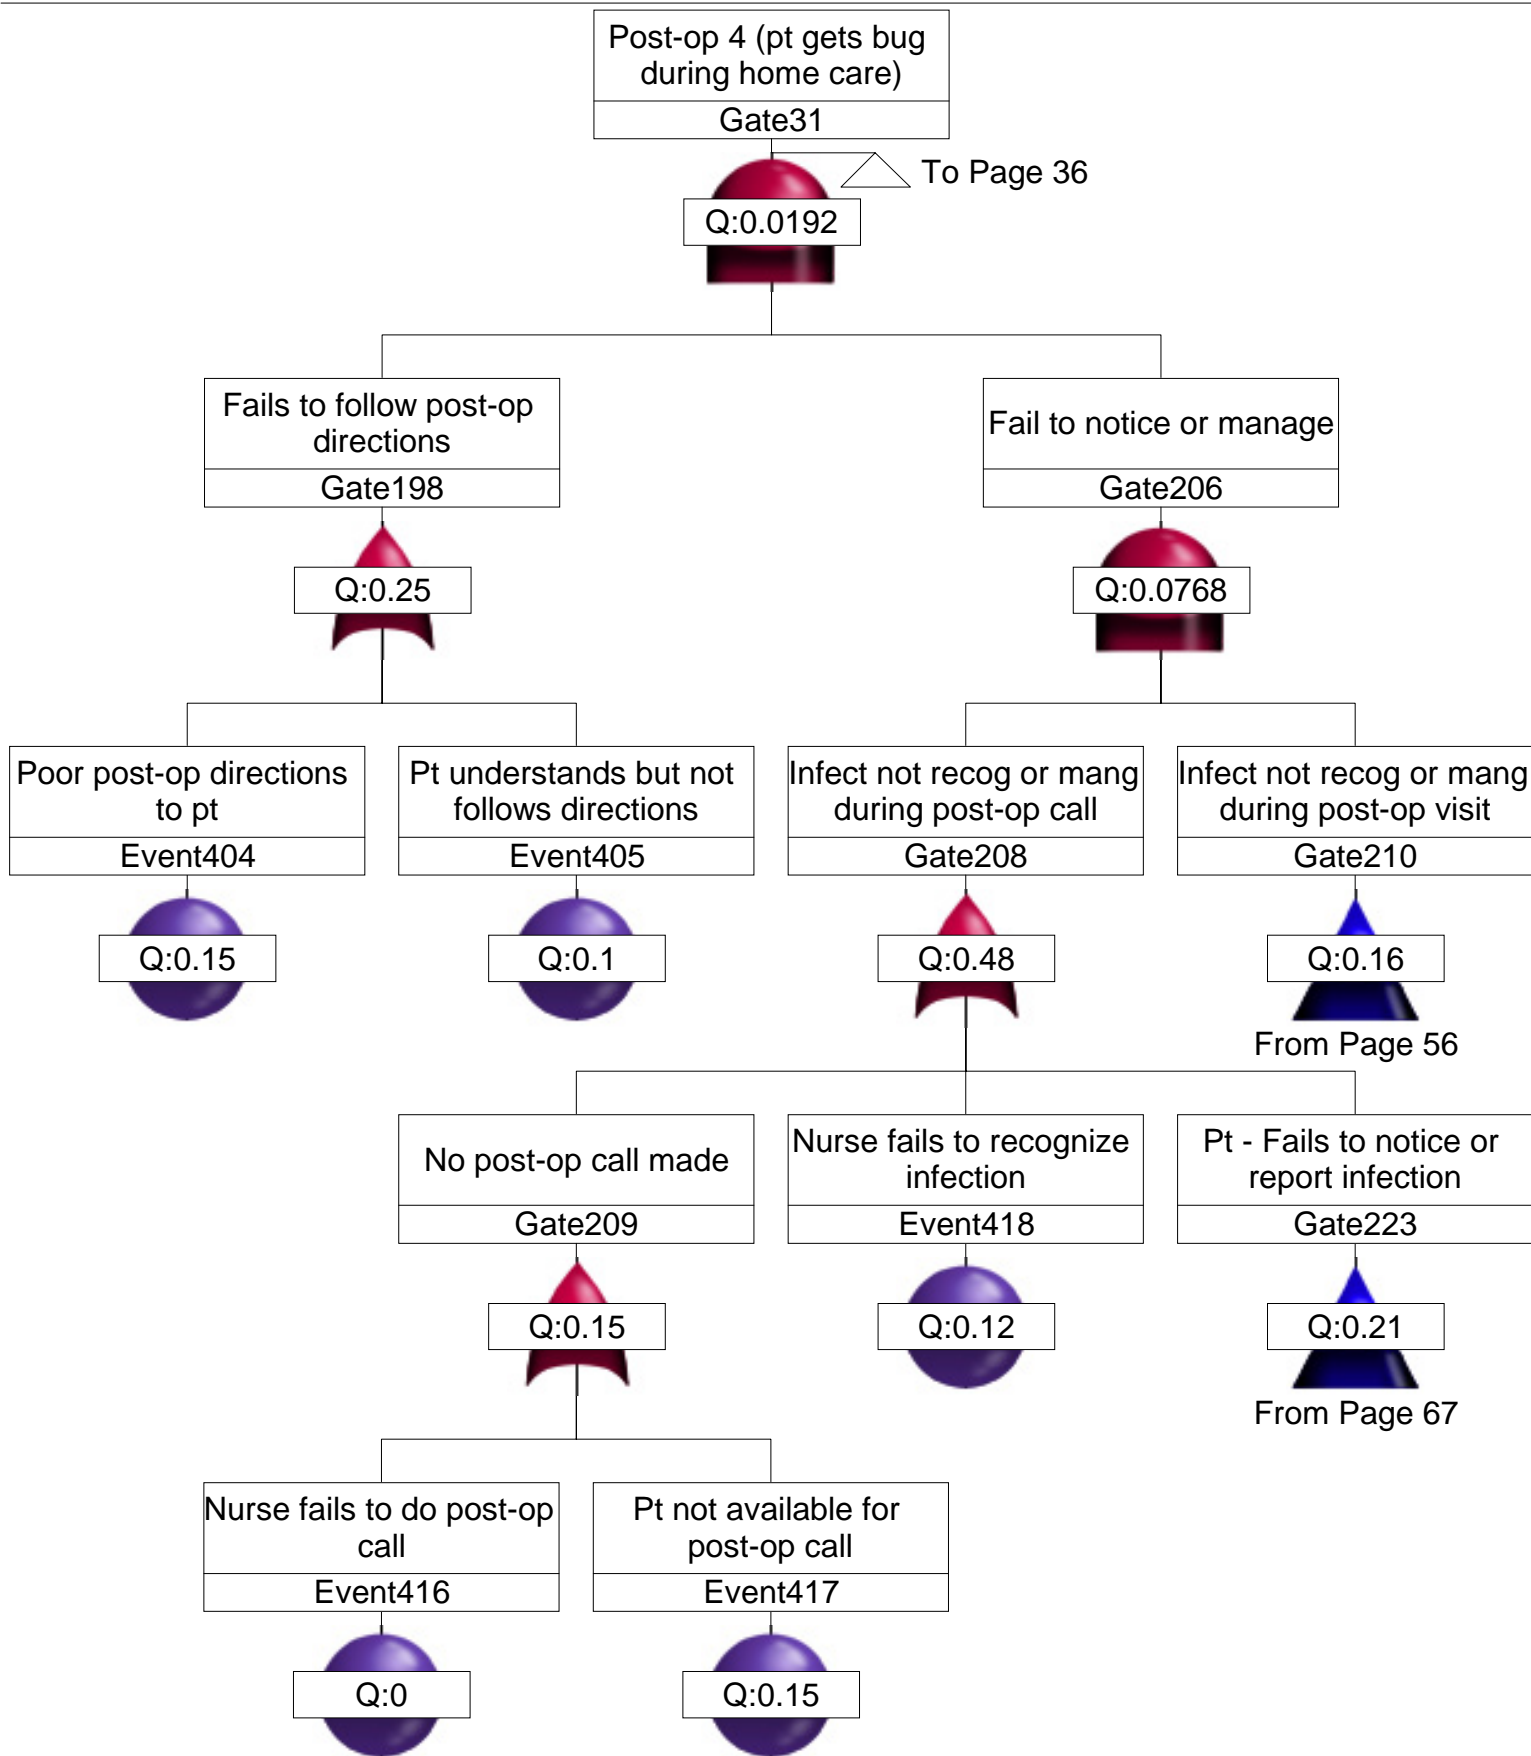 Post-op 4 (pt gets bug
during home care)
Gate31
To Page 36
Q:0.0192
Fails to follow post-op
directions
Gate198
Q:0.25
Fail to notice or manage
Gate206
Q:0.0768
Poor post-op directions
to pt
Event404
Q:0.15
Pt understands but not
follows directions
Event405
Q:0.1
Infect not recog or mang
during post-op call
Gate208
Q:0.48
Infect not recog or mang
during post-op visit
Gate210
Q:0.16
From Page 56
No post-op call made
Gate209
Q:0.15
Nurse fails to recognize
infection
Event418
Q:0.12
Pt - Fails to notice or
report infection
Gate223
Q:0.21
From Page 67
Nurse fails to do post-op
call
Event416
Q:0
Pt not available for
post-op call
Event417
Q:0.15